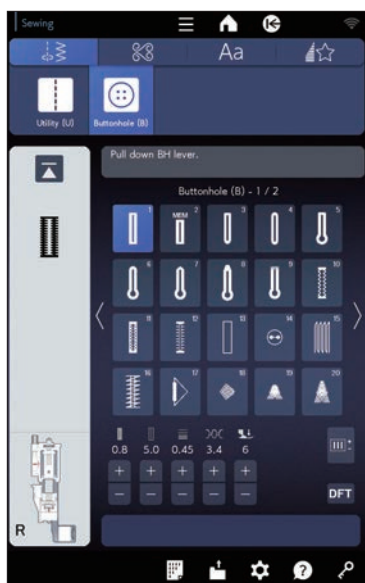 Sewing
Aa
Utility (U) Buttonhole (B)
Pull down BH lever.
Buttonhole (B) - 1 / 2
1 MEM 2 3 4 5
6 7 8 9 10
11 12 13 14 15
16 17 18 19 20
0.8 5.0 0.45 3.4 6
+ + + + +
− − − − −
DFT
R
?